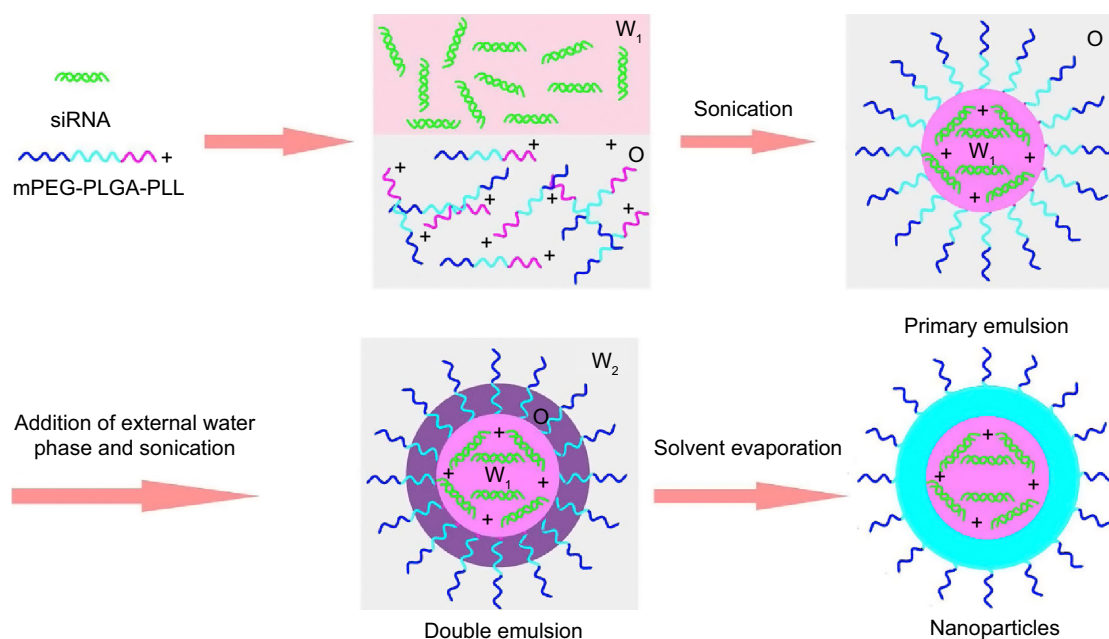 siRNA
+
mPEG-PLGA-PLL
W1
O
+
+
+
+
+
+
+
+
+
Sonication
O
+
+
W1
+
+
Primary emulsion
Addition of external water
phase and sonication
W2
O
+
+
W1
+
+
Double emulsion
Solvent evaporation
+
+
+
+
Nanoparticles